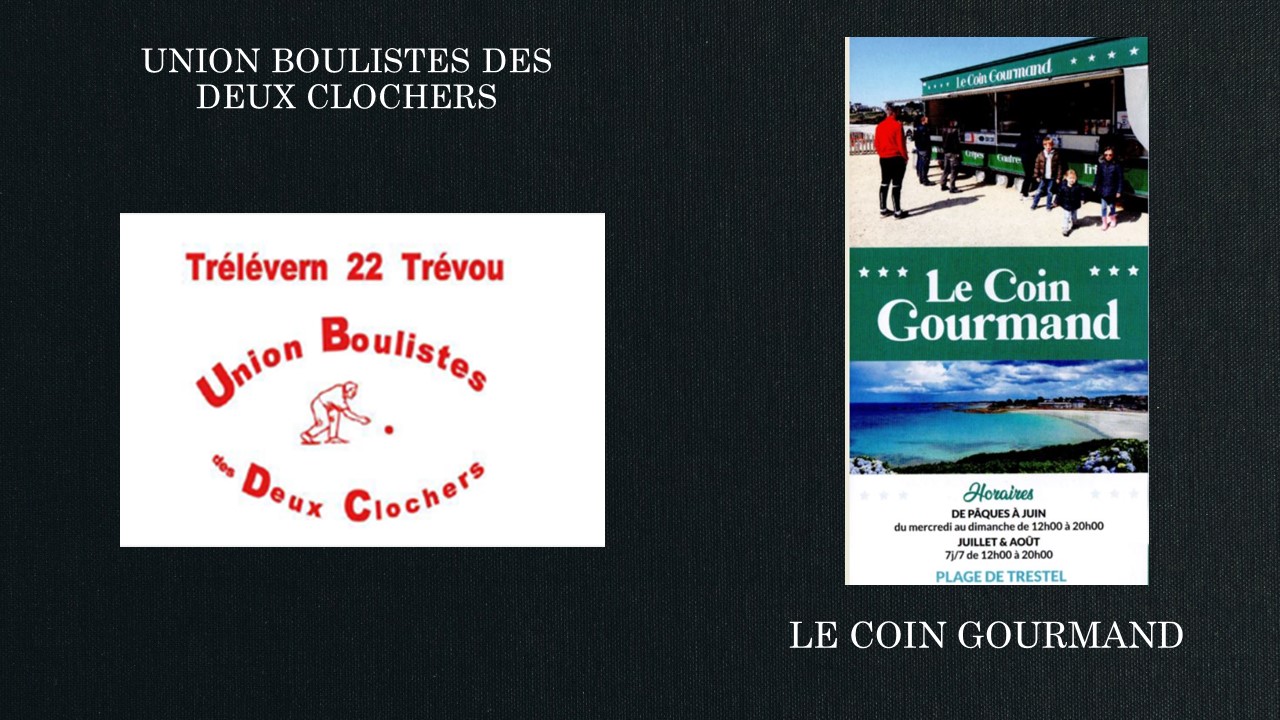 UNION BOULISTES DES
DEUX CLOCHERS
Trélévern 22 Trévou
Union Boulistes
des Deux Clochers
Le Coin Gourmand
Crêpes
Le Coin
Gourmand
Horaires
DE PÂQUES À JUIN
du mercredi au dimanche de 12h00 à 20h00
JUILLET & AOÛT
7j/7 de 12h00 à 20h00
PLAGE DE TRESTEL
LE COIN GOURMAND